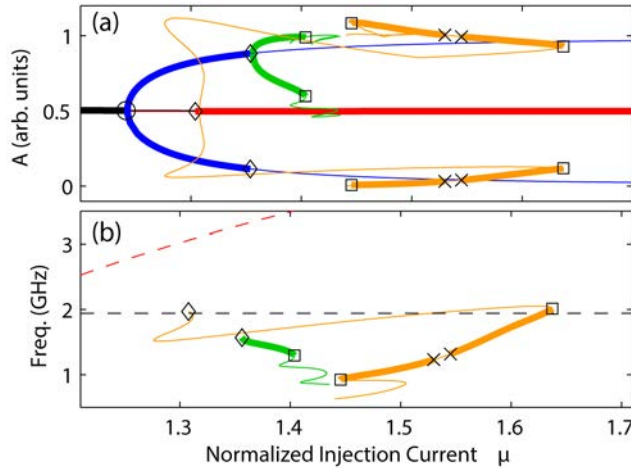 (a)
A (arb. units)
1
0.5
0
(b)
Freq. (GHz)
3
2
1
1.3 1.4 1.5 1.6 1.7
Normalized Injection Current μ